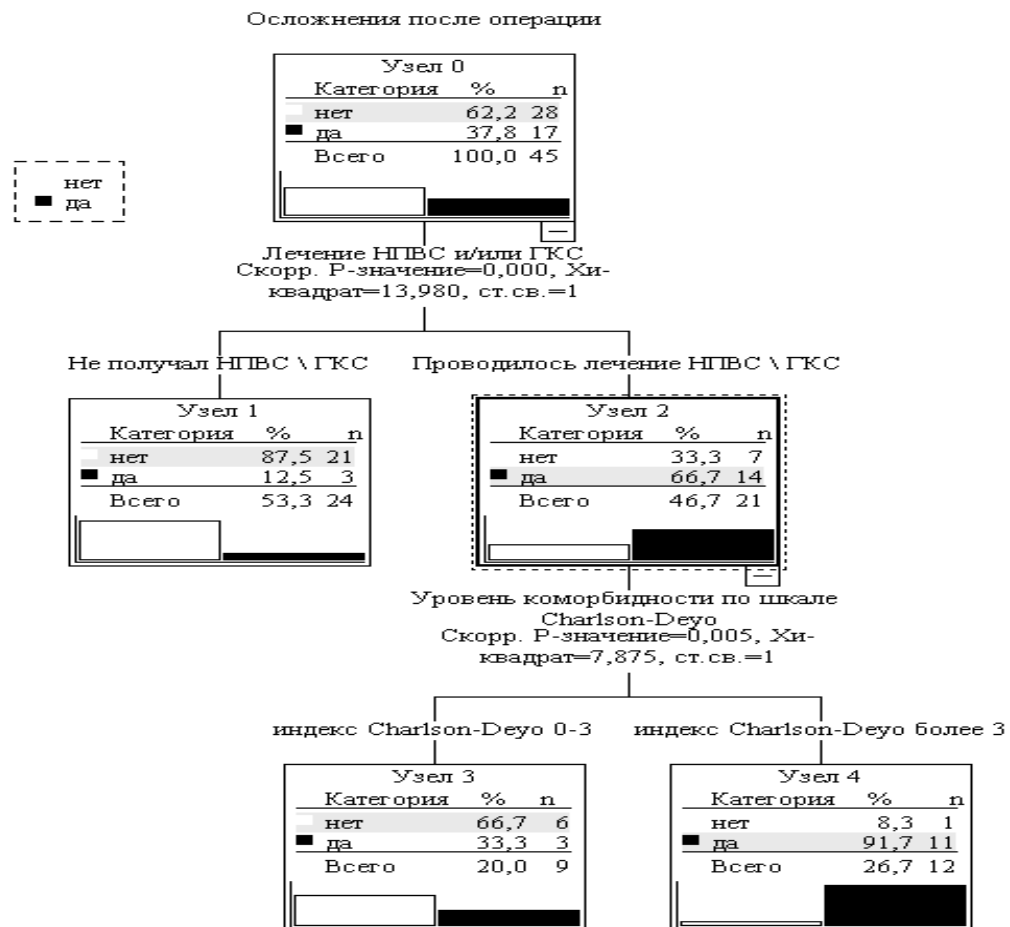 Осложнения после операции
Узел 0
Категория % n
нет 62,2 28
да 37,8 17
Всего 100,0 45
нет
да
Лечение НПВС и/или ГКС
Скорр. P-значение=0,000, Хи-
квадрат=13,980, ст.св.=1
Не получал НПВС \ ГКС
Проводилось лечение НПВС \ ГКС
Узел 1
Категория % n
нет 87,5 21
да 12,5 3
Всего 53,3 24
Узел 2
Категория % n
нет 33,3 7
да 66,7 14
Всего 46,7 21
Уровень коморбидности по шкале
Charlson-Deyo
Скорр. P-значение=0,005, Хи-
квадрат=7,875, ст.св.=1
индекс Charlson-Deyo 0-3
индекс Charlson-Deyo более 3
Узел 3
Категория % n
нет 66,7 6
да 33,3 3
Всего 20,0 9
Узел 4
Категория % n
нет 8,3 1
да 91,7 11
Всего 26,7 12